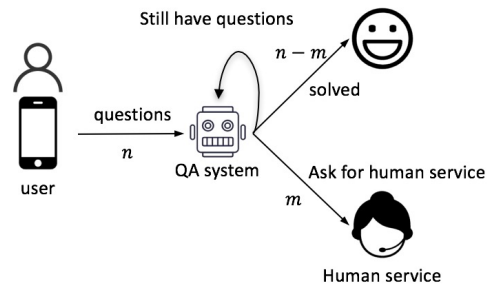 Still have questions
n − m
solved
questions
n
QA system
user
Ask for human service
m
Human service